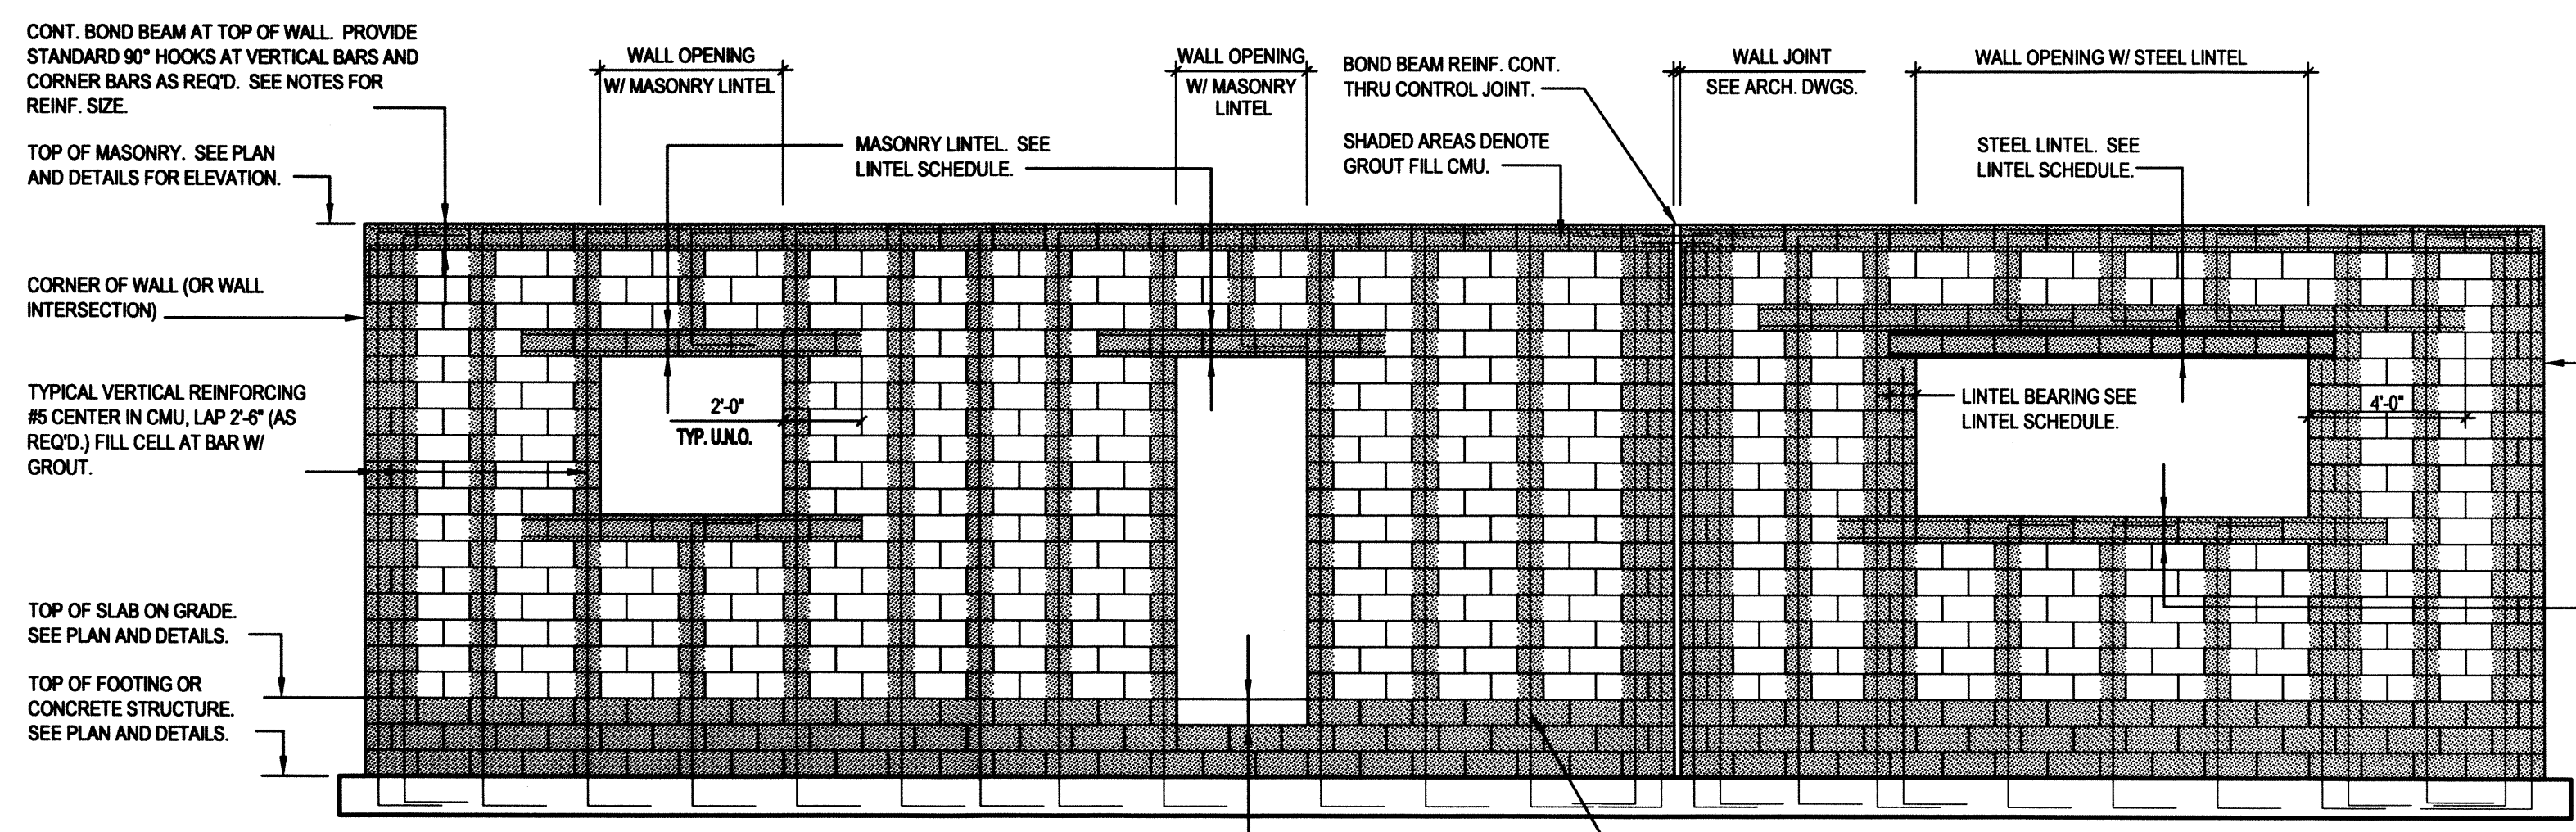 CONT. BOND BEAM AT TOP OF WALL. PROVIDE
STANDARD 90° HOOKS AT VERTICAL BARS AND
CORNER BARS AS REQ'D. SEE NOTES FOR
REINF. SIZE.
TOP OF MASONRY. SEE PLAN
AND DETAILS FOR ELEVATION.
CORNER OF WALL (OR WALL
INTERSECTION)
TYPICAL VERTICAL REINFORCING
#5 CENTER IN CMU, LAP 2'-6" (AS
REQ'D.) FILL CELL AT BAR W/
GROUT.
TOP OF SLAB ON GRADE.
SEE PLAN AND DETAILS.
TOP OF FOOTING OR
CONCRETE STRUCTURE.
SEE PLAN AND DETAILS.
WALL OPENING
W/ MASONRY LINTEL
MASONRY LINTEL. SEE
LINTEL SCHEDULE.
2'-0"
TYP. U.N.O.
WALL OPENING
W/ MASONRY
LINTEL
BOND BEAM REINF. CONT.
THRU CONTROL JOINT.
SHADED AREAS DENOTE
GROUT FILL CMU.
WALL JOINT
SEE ARCH. DWGS.
WALL OPENING W/ STEEL LINTEL
STEEL LINTEL. SEE
LINTEL SCHEDULE.
LINTEL BEARING SEE
LINTEL SCHEDULE.
4'-0"